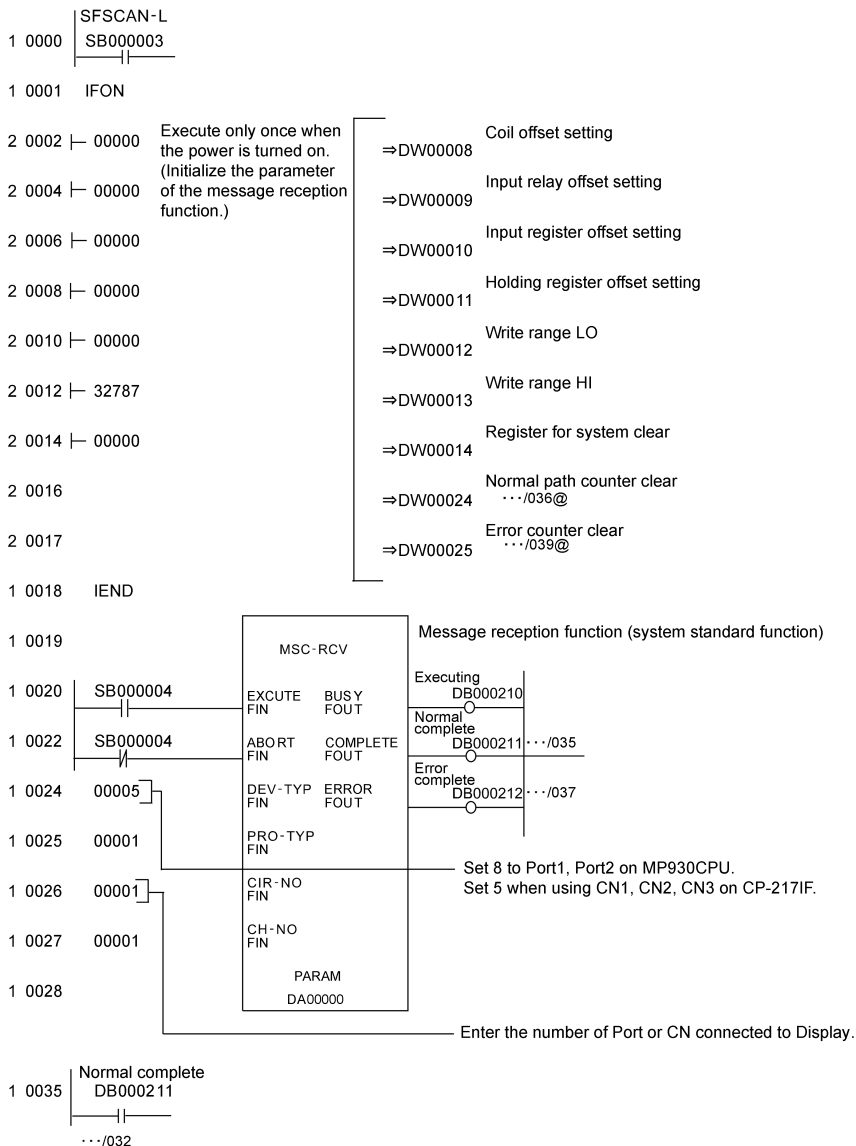 SFSCAN-L
1 0000 SB000003
1 0001 IFON
2 0002 00000 Execute only once when the power is turned on. (Initialize the parameter of the message reception function.) ⇒DW00008 Coil offset setting
2 0004 00000 ⇒DW00009 Input relay offset setting
2 0006 00000 ⇒DW00010 Input register offset setting
2 0008 00000 ⇒DW00011 Holding register offset setting
2 0010 00000 ⇒DW00012 Write range LO
2 0012 32787 ⇒DW00013 Write range HI
2 0014 00000 ⇒DW00014 Register for system clear
2 0016 ⇒DW00024 Normal path counter clear
···/036@
2 0017 ⇒DW00025 Error counter clear
···/039@
1 0018 IEND
1 0019 MSC-RCV Message reception function (system standard function)
Executing
1 0020 SB000004 EXCUTE BUSY DB000210
FIN FOUT
Normal complete
1 0022 SB000004 ABORT COMPLETE DB000211 ···/035
FIN FOUT
Error complete
1 0024 00005 DEV-TYP ERROR DB000212 ···/037
FIN FOUT
1 0025 00001 PRO-TYP
FIN
Set 8 to Port1, Port2 on MP930CPU.
Set 5 when using CN1, CN2, CN3 on CP-217IF.
1 0026 00001 CIR-NO
FIN
1 0027 00001 CH-NO
FIN
PARAM
1 0028 DA00000
Enter the number of Port or CN connected to Display.
Normal complete
1 0035 DB000211
···/032